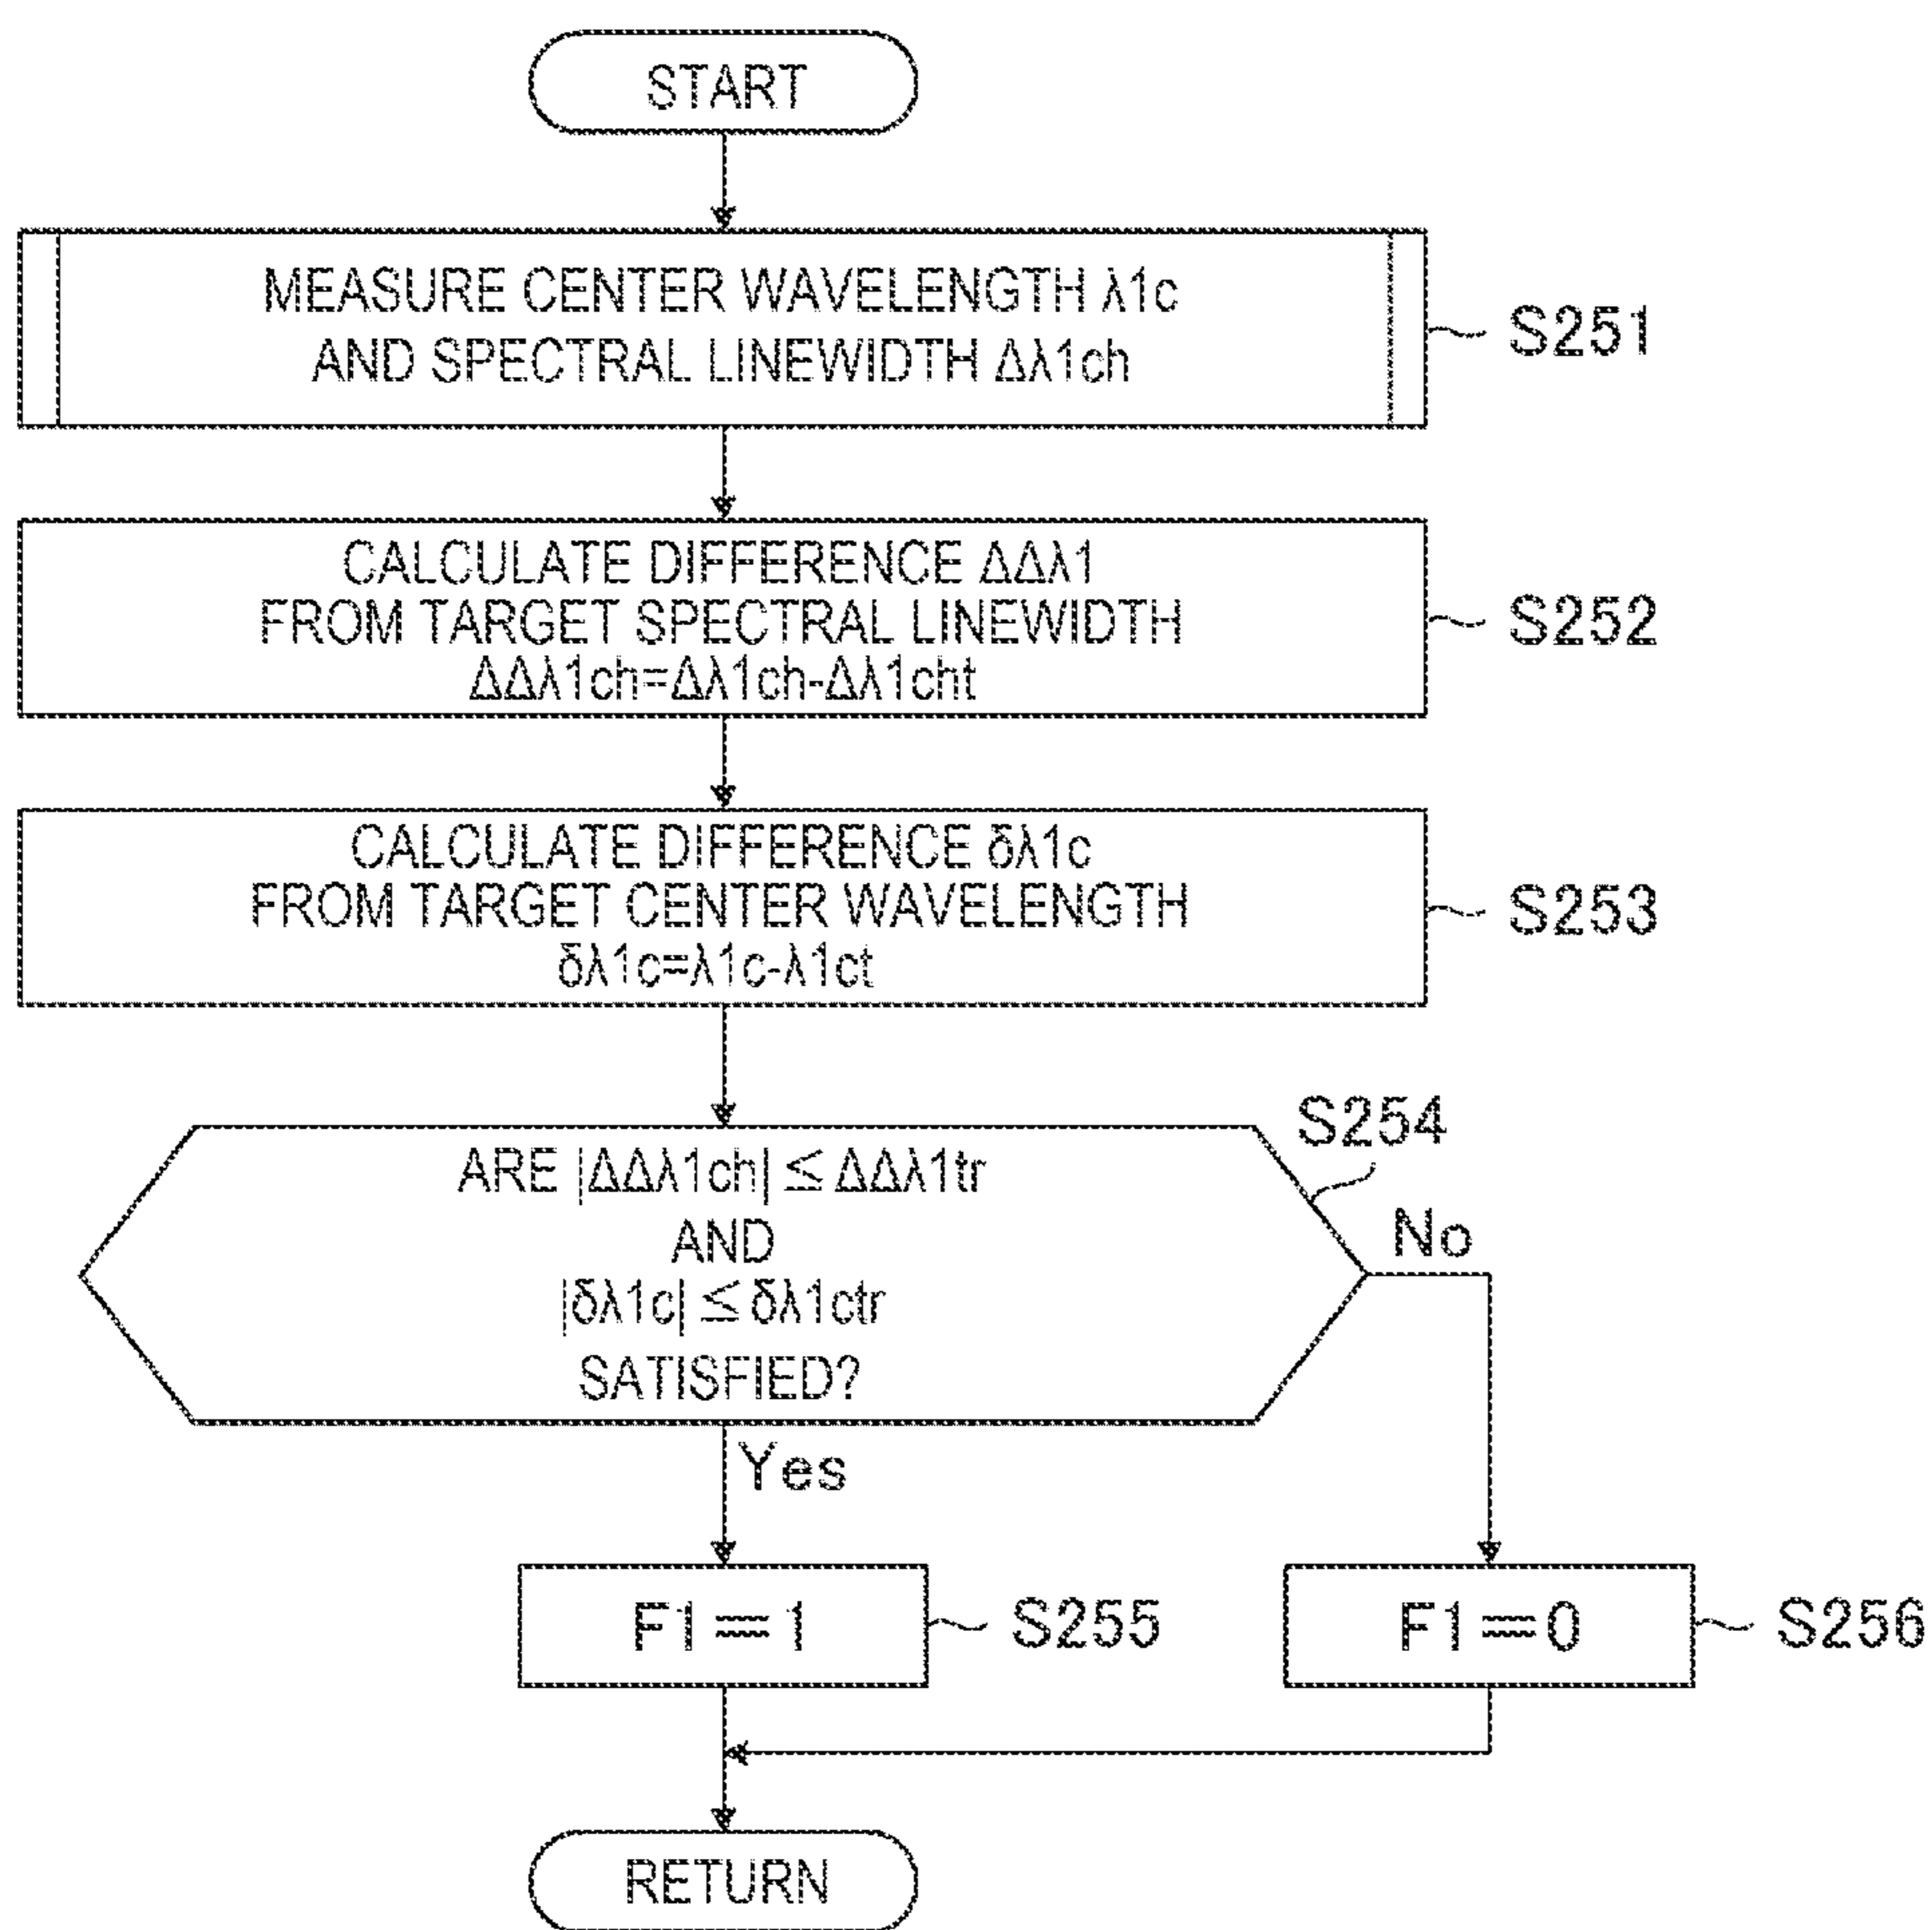 START
MEASURE CENTER WAVELENGTH λ1c
AND SPECTRAL LINEWIDTH Δλ1ch
S251
CALCULATE DIFFERENCE ΔΔλ1
FROM TARGET SPECTRAL LINEWIDTH
ΔΔλ1ch=Δλ1ch-Δλ1cht
S252
CALCULATE DIFFERENCE δλ1c
FROM TARGET CENTER WAVELENGTH
δλ1c=λ1c-λ1ct
S253
S254
ARE |ΔΔλ1ch| ≦ ΔΔλ1tr
AND
|δλ1c| ≦ δλ1ctr
SATISFIED?
No
Yes
F1 = 1
S255
F1 = 0
S256
RETURN